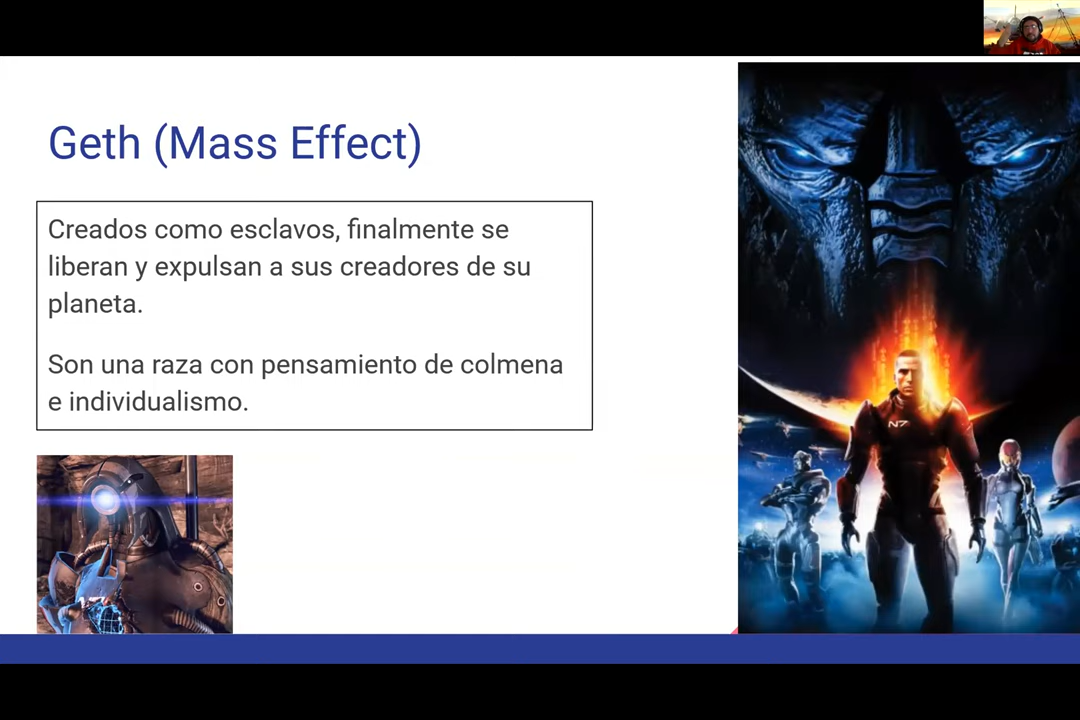 Geth (Mass Effect)
Creados como esclavos, finalmente se
liberan y expulsan a sus creadores de su
planeta.
Son una raza con pensamiento de colmena
e individualismo.
N7